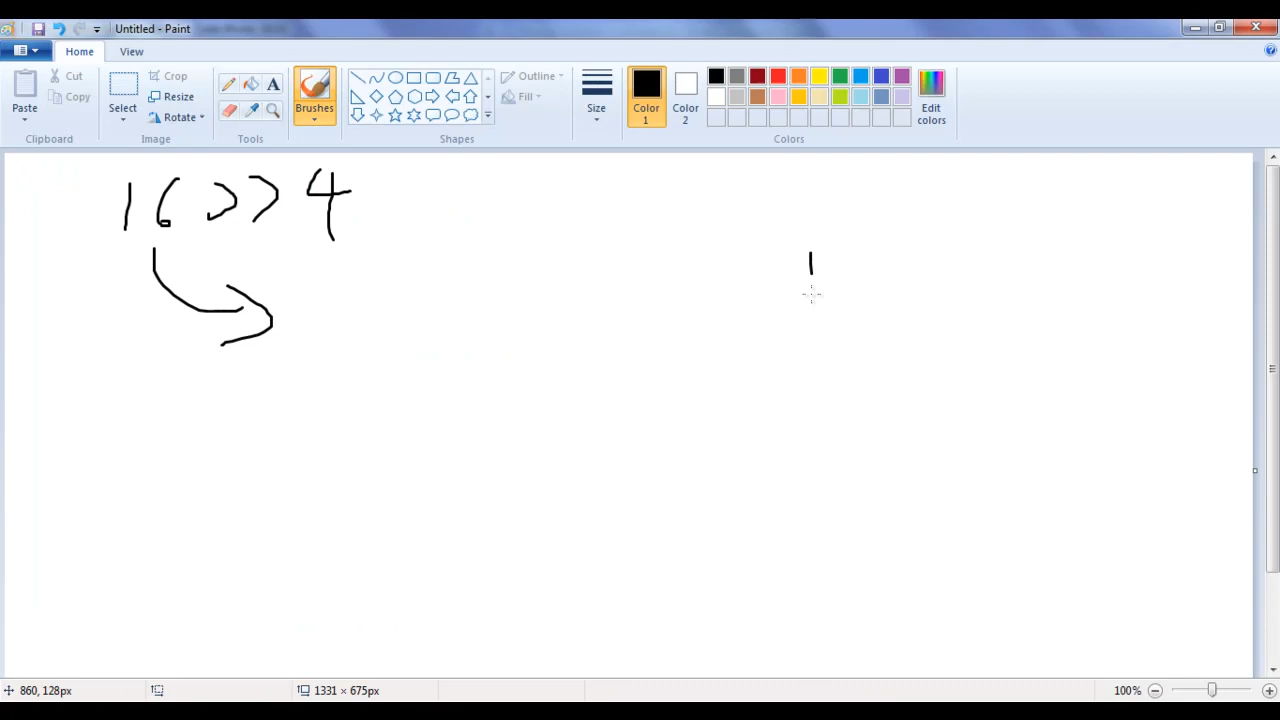 Untitled - Paint
Home View
Paste
Cut
Copy
Clipboard
Select
Crop
Resize
Rotate
Image
Tools
Brushes
Outline
Fill
Shapes
Size
Color 1
Color 2
Edit colors
Colors
16 >> 4
1
860, 128px
1331 × 675px
100%